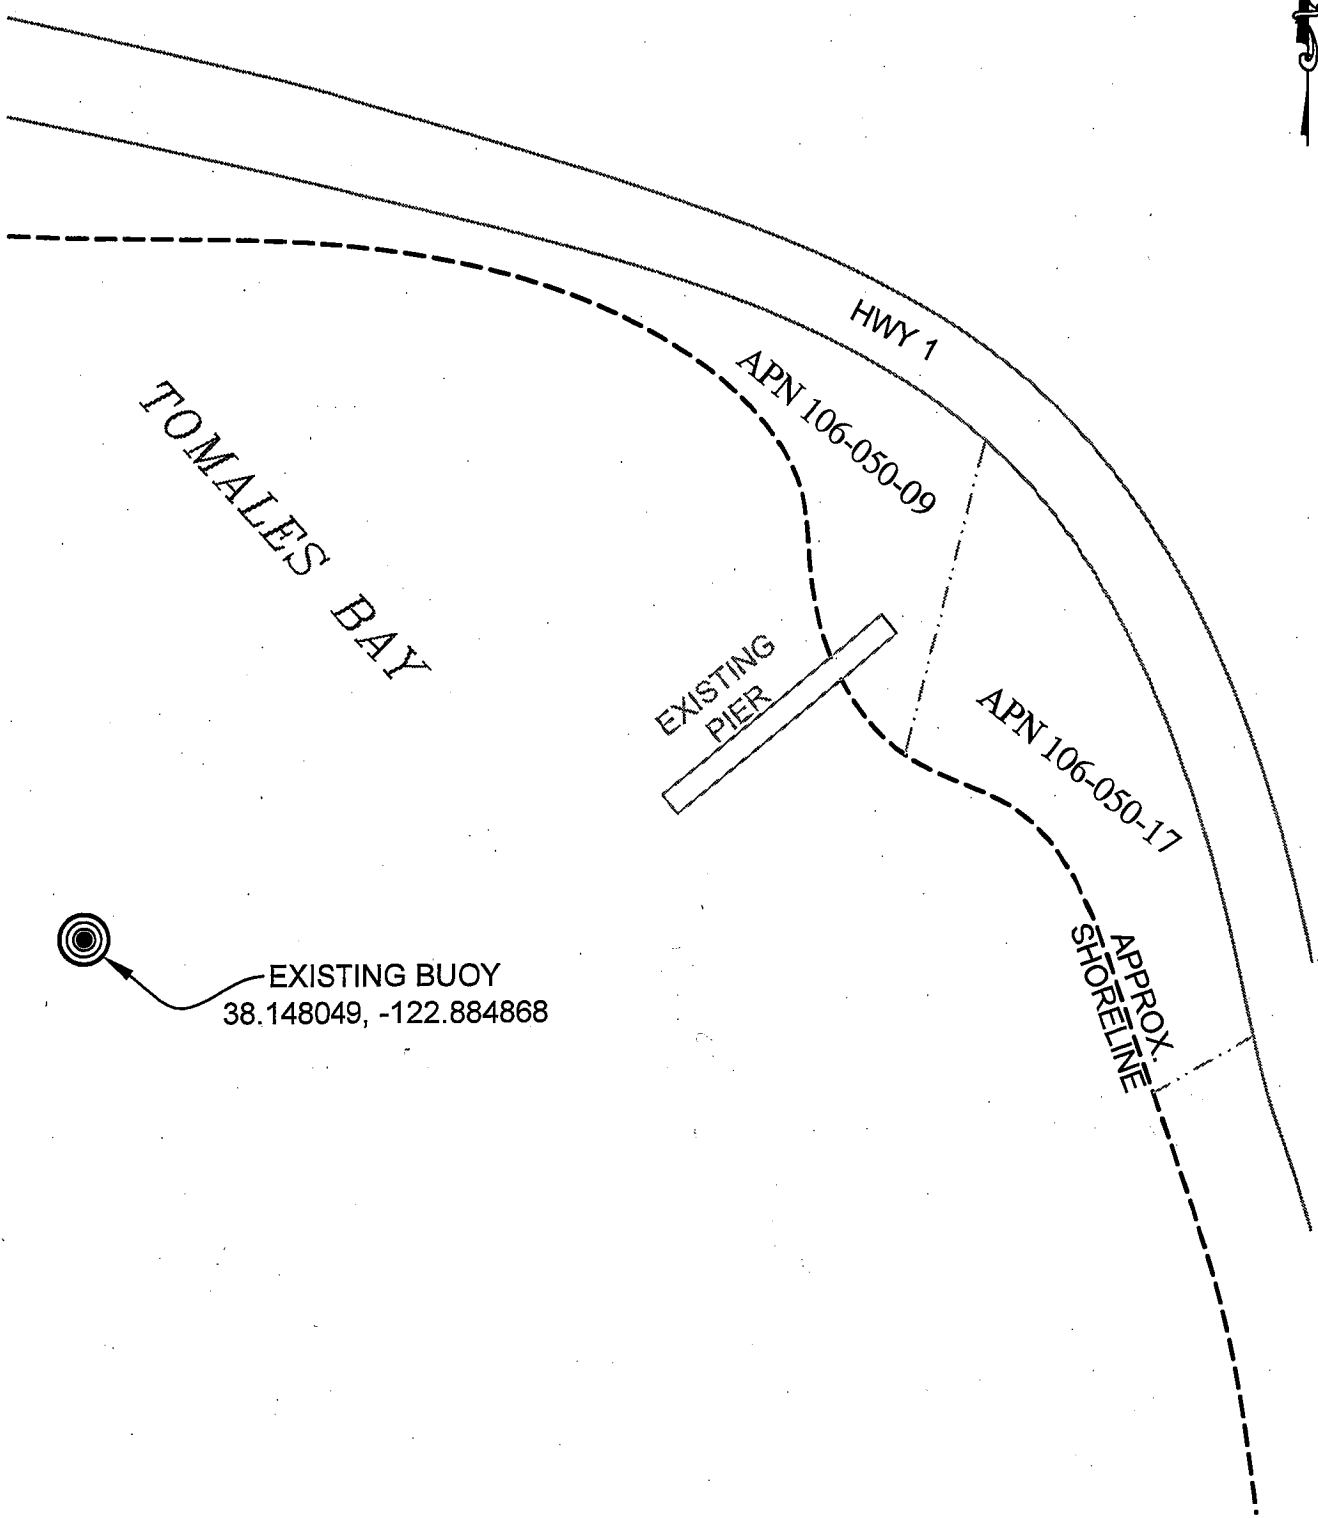 HWY 1
APN 106-050-09
TOMALES BAY
EXISTING
PIER
APN 106-050-17
APPROX.
SHORELINE
EXISTING BUOY
38.148049, -122.884868